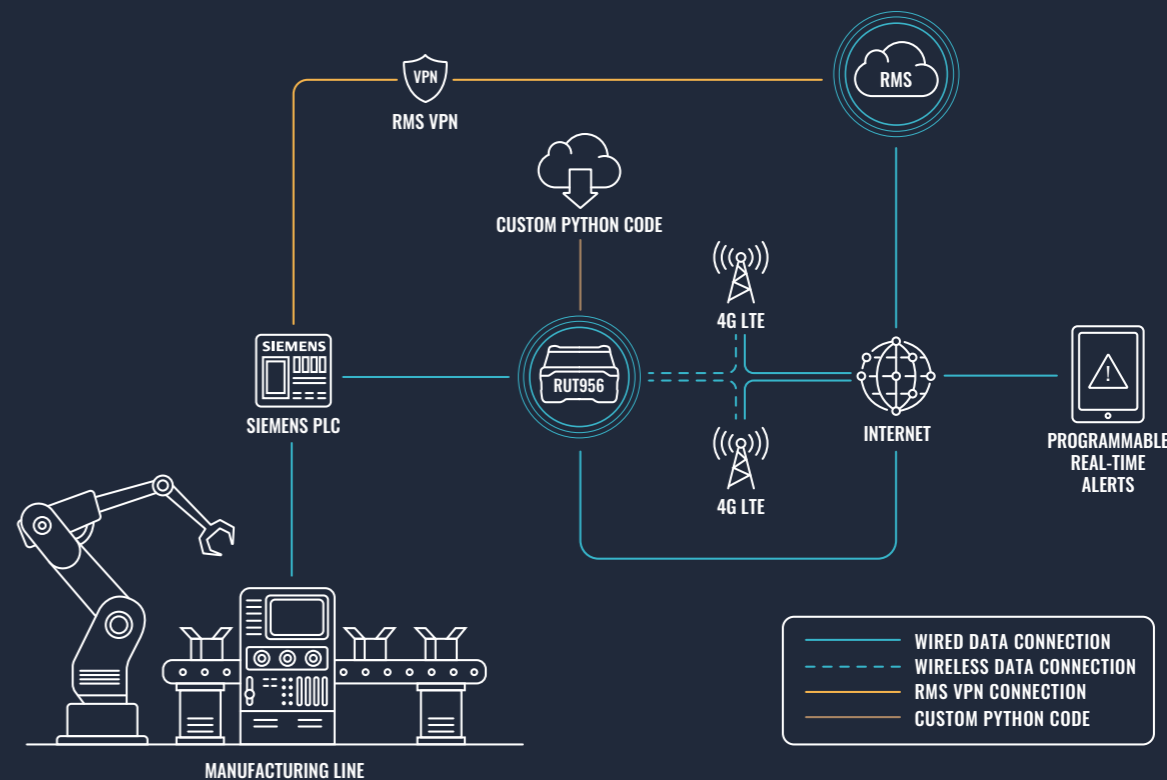 RMS
VPN
RMS VPN
CUSTOM PYTHON CODE
4G LTE
SIEMENS
SIEMENS PLC
RUT956
INTERNET
4G LTE
PROGRAMMABLE
REAL-TIME
ALERTS
MANUFACTURING LINE
WIRED DATA CONNECTION
WIRELESS DATA CONNECTION
RMS VPN CONNECTION
CUSTOM PYTHON CODE